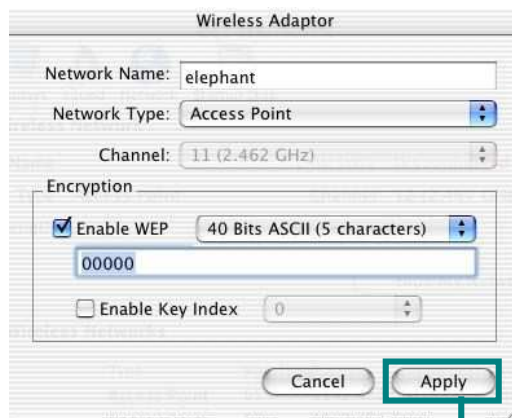 Wireless Adaptor
Network Name: elephant
Network Type: Access Point
Channel: 11 (2.462 GHz)
Encryption
Enable WEP 40 Bits ASCII (5 characters)
00000
Enable Key Index 0
Cancel Apply